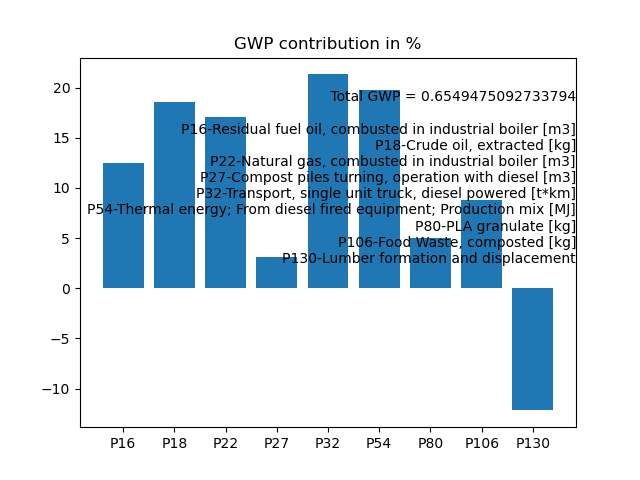 GWP contribution in %
20
15
10
5
0
−5
−10
Total GWP = 0.6549475092733794
P16-Residual fuel oil, combusted in industrial boiler [m3]
P18-Crude oil, extracted [kg]
P22-Natural gas, combusted in industrial boiler [m3]
P27-Compost piles turning, operation with diesel [m3]
P32-Transport, single unit truck, diesel powered [t*km]
P54-Thermal energy; From diesel fired equipment; Production mix [MJ]
P80-PLA granulate [kg]
P106-Food Waste, composted [kg]
P130-Lumber formation and displacement
P16 P18 P22 P27 P32 P54 P80 P106 P130